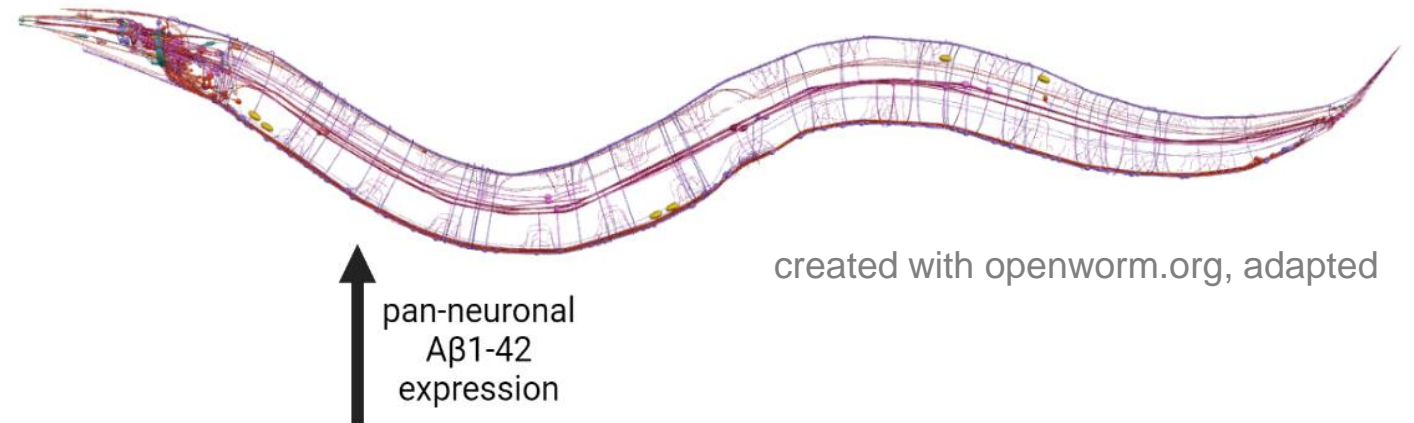 created with openworm.org, adapted
pan-neuronal
Aβ1-42
expression